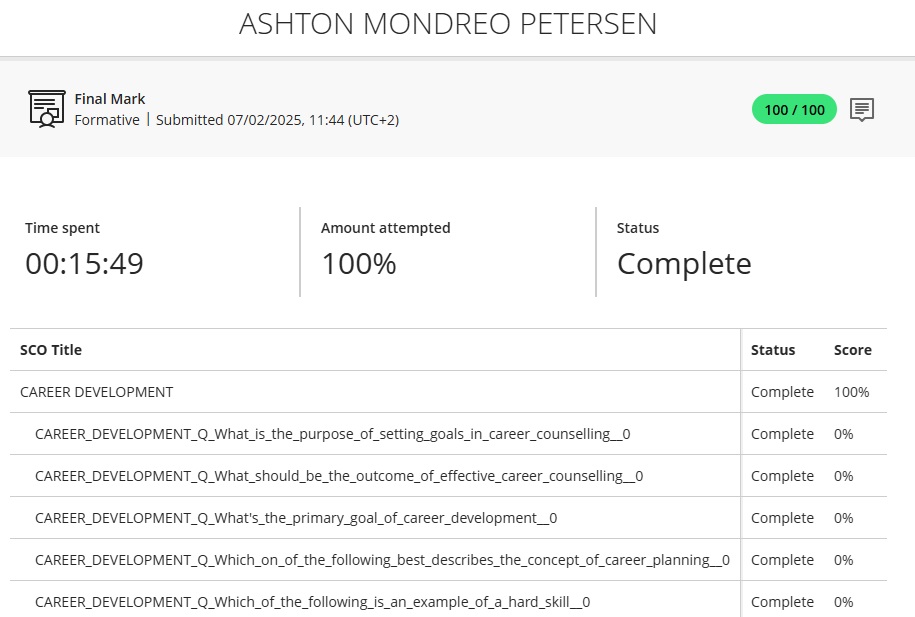 ASHTON MONDREO PETERSEN
Final Mark
Formative | Submitted 07/02/2025, 11:44 (UTC+2)
100 / 100
Time spent
00:15:49
Amount attempted
100%
Status
Complete
SCO Title Status Score
CAREER DEVELOPMENT Complete 100%
CAREER_DEVELOPMENT_Q_What_is_the_purpose_of_setting_goals_in_career_counselling__0 Complete 0%
CAREER_DEVELOPMENT_Q_What_should_be_the_outcome_of_effective_career_counselling__0 Complete 0%
CAREER_DEVELOPMENT_Q_What's_the_primary_goal_of_career_development__0 Complete 0%
CAREER_DEVELOPMENT_Q_Which_on_of_the_following_best_describes_the_concept_of_career_planning__0 Complete 0%
CAREER_DEVELOPMENT_Q_Which_of_the_following_is_an_example_of_a_hard_skill__0 Complete 0%